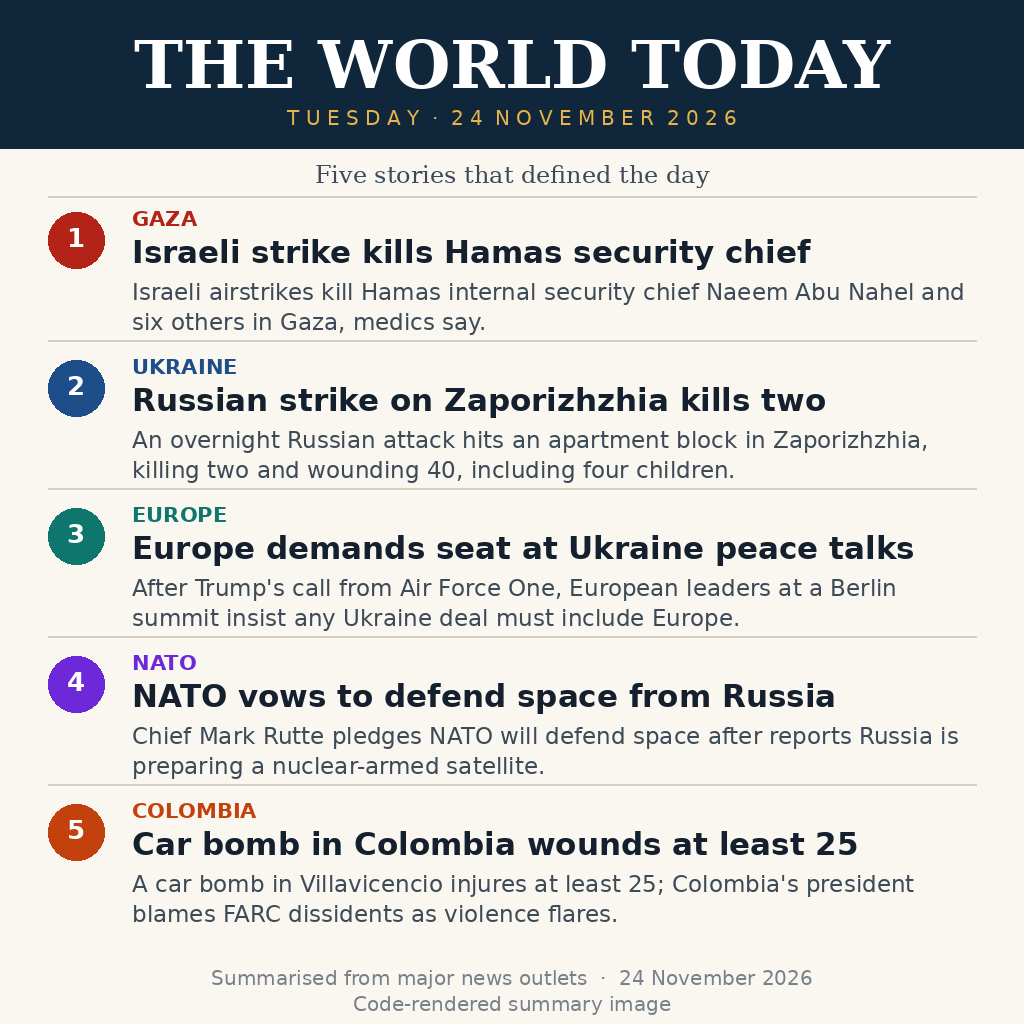 THE WORLD TODAY
TUESDAY · 24 NOVEMBER 2026
Five stories that defined the day
1
GAZA
Israeli strike kills Hamas security chief
Israeli airstrikes kill Hamas internal security chief Naeem Abu Nahel and
six others in Gaza, medics say.
2
UKRAINE
Russian strike on Zaporizhzhia kills two
An overnight Russian attack hits an apartment block in Zaporizhzhia,
killing two and wounding 40, including four children.
3
EUROPE
Europe demands seat at Ukraine peace talks
After Trump's call from Air Force One, European leaders at a Berlin
summit insist any Ukraine deal must include Europe.
4
NATO
NATO vows to defend space from Russia
Chief Mark Rutte pledges NATO will defend space after reports Russia is
preparing a nuclear-armed satellite.
5
COLOMBIA
Car bomb in Colombia wounds at least 25
A car bomb in Villavicencio injures at least 25; Colombia's president
blames FARC dissidents as violence flares.
Summarised from major news outlets · 24 November 2026
Code-rendered summary image